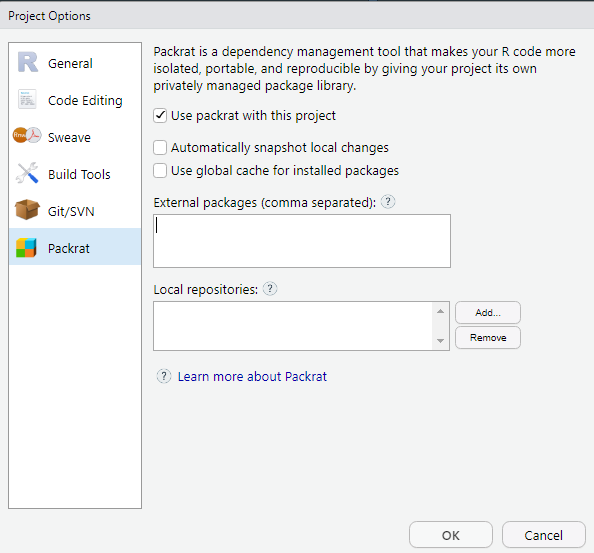 Project Options
General
Code Editing
Sweave
Build Tools
Git/SVN
Packrat
Packrat is a dependency management tool that makes your R code more
isolated, portable, and reproducible by giving your project its own
privately managed package library.
Use packrat with this project
Automatically snapshot local changes
Use global cache for installed packages
External packages (comma separated): ?
Local repositories: ?
Add...
Remove
? Learn more about Packrat
OK
Cancel